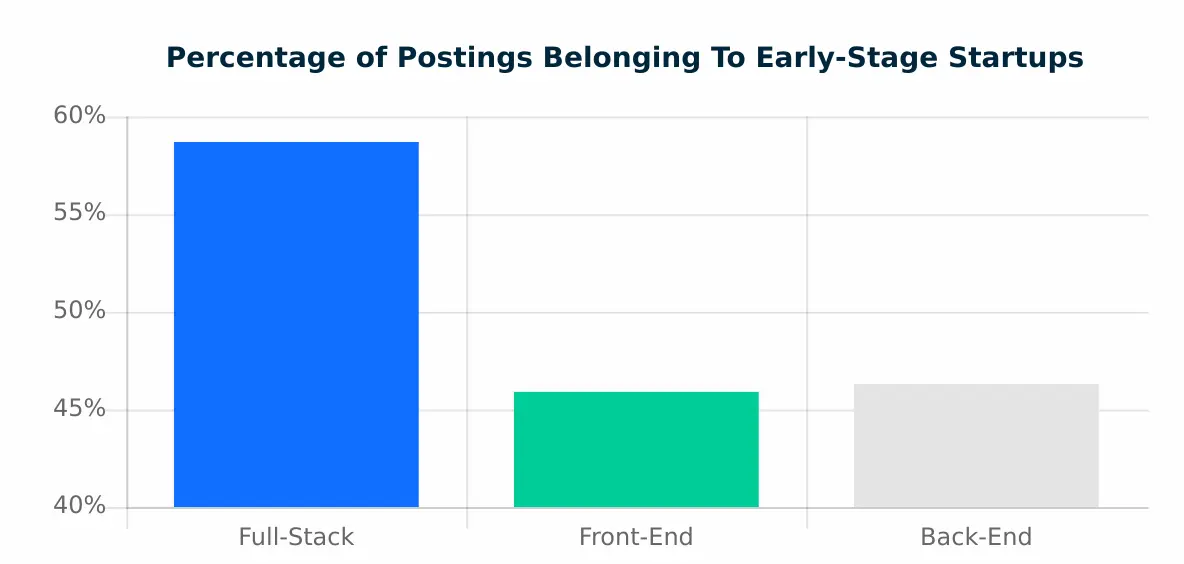 Percentage of Postings Belonging To Early-Stage Startups
60%
55%
50%
45%
40%
Full-Stack Front-End Back-End